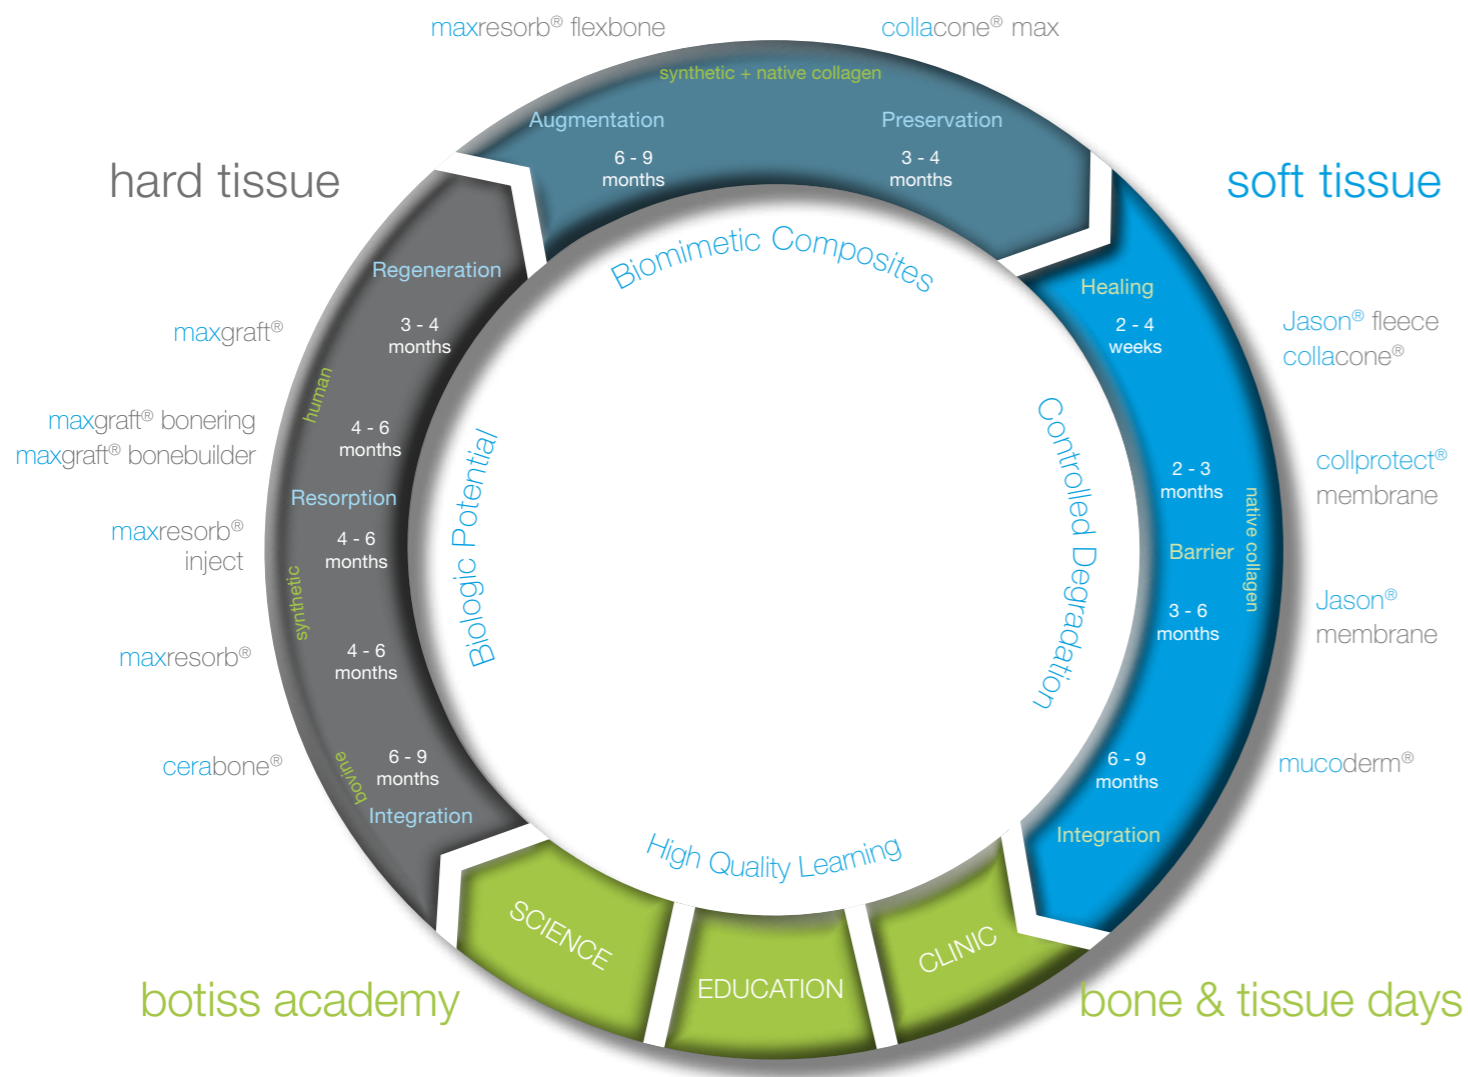 maxresorb® flexbone
collacone® max
synthetic + native collagen
Augmentation
Preservation
6 - 9
months
3 - 4
months
hard tissue
soft tissue
Biomimetic Composites
Regeneration
3 - 4
months
maxgraft®
human
maxgraft® bonering
maxgraft® bonebuilder
4 - 6
months
Resorption
maxresorb®
inject
4 - 6
months
synthetic
maxresorb®
4 - 6
months
cerabone®
bovine
6 - 9
months
Integration
Biologic Potential
Healing
2 - 4
weeks
Jason® fleece
collacone®
Controlled Degradation
2 - 3
months
collprotect®
membrane
native collagen
Barrier
3 - 6
months
Jason®
membrane
6 - 9
months
mucoderm®
Integration
High Quality Learning
SCIENCE
EDUCATION
CLINIC
botiss academy
bone & tissue days